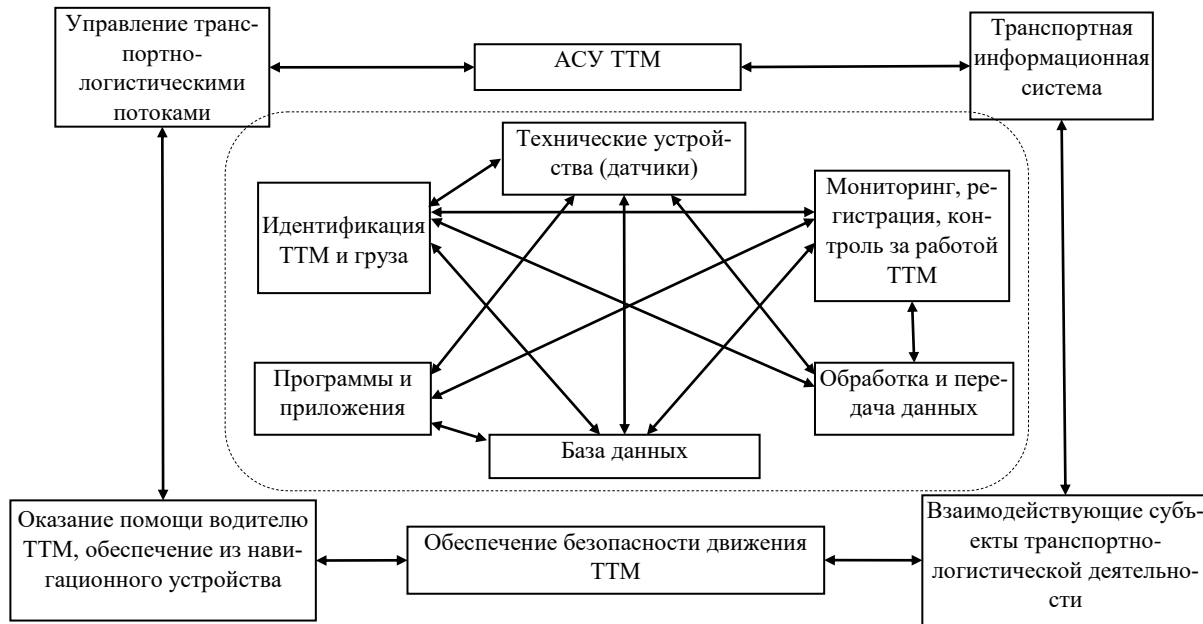 Управление транс-
портно-
логистическими
потоками
АСУ ТТМ
Транспортная
информационная
система
Технические устрой-
ства (датчики)
Идентификация
ТТМ и груза
Мониторинг, ре-
гистрация, кон-
троль за работой
ТТМ
Программы и
приложения
Обработка и пере-
дача данных
База данных
Оказание помощи водителю
ТТМ, обеспечение из нави-
гационного устройства
Обеспечение безопасности движения
ТТМ
Взаимодействующие субъ-
екты транспортно-
логистической деятельно-
сти